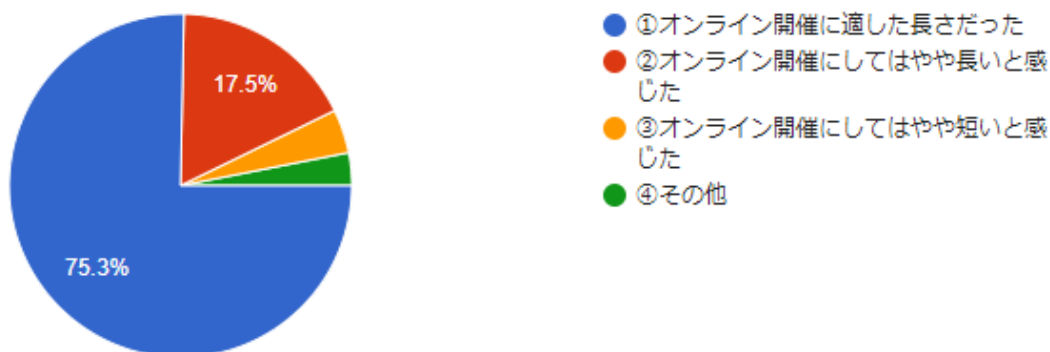 17.5%
75.3%
①オンライン開催に適した長さだった
②オンライン開催にしてはやや長いと感
じた
③オンライン開催にしてはやや短いと感
じた
④その他